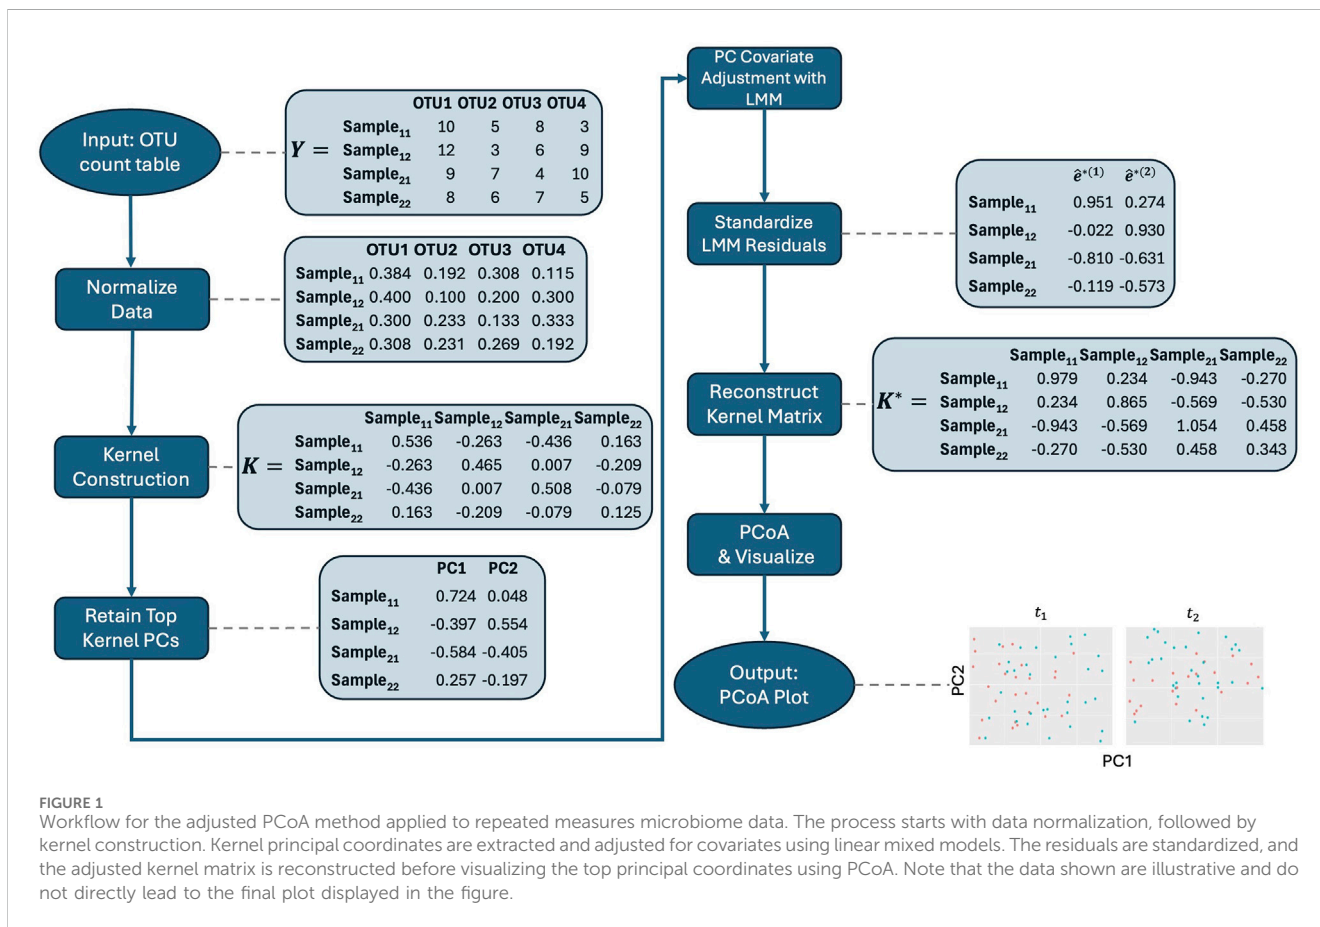 Input: OTU
count table
Y =
OTU1 OTU2 OTU3 OTU4
Sample11 10 5 8 3
Sample12 12 3 6 9
Sample21 9 7 4 10
Sample22 8 6 7 5
Normalize
Data
OTU1 OTU2 OTU3 OTU4
Sample11 0.384 0.192 0.308 0.115
Sample12 0.400 0.100 0.200 0.300
Sample21 0.300 0.233 0.133 0.333
Sample22 0.308 0.231 0.269 0.192
Kernel
Construction
K =
Sample11 Sample12 Sample21 Sample22
Sample11 0.536 -0.263 -0.436 0.163
Sample12 -0.263 0.465 0.007 -0.209
Sample21 -0.436 0.007 0.508 -0.079
Sample22 0.163 -0.209 -0.079 0.125
Retain Top
Kernel PCs
PC1 PC2
Sample11 0.724 0.048
Sample12 -0.397 0.554
Sample21 -0.584 -0.405
Sample22 0.257 -0.197
PC Covariate
Adjustment with
LMM
Standardize
LMM Residuals
ê*(1) ê*(2)
Sample11 0.951 0.274
Sample12 -0.022 0.930
Sample21 -0.810 -0.631
Sample22 -0.119 -0.573
Reconstruct
Kernel Matrix
K* =
Sample11 Sample12 Sample21 Sample22
Sample11 0.979 0.234 -0.943 -0.270
Sample12 0.234 0.865 -0.569 -0.530
Sample21 -0.943 -0.569 1.054 0.458
Sample22 -0.270 -0.530 0.458 0.343
PCoA
& Visualize
Output:
PCoA Plot
t1 t2
PC2
PC1
FIGURE 1
Workflow for the adjusted PCoA method applied to repeated measures microbiome data. The process starts with data normalization, followed by
kernel construction. Kernel principal coordinates are extracted and adjusted for covariates using linear mixed models. The residuals are standardized, and
the adjusted kernel matrix is reconstructed before visualizing the top principal coordinates using PCoA. Note that the data shown are illustrative and do
not directly lead to the final plot displayed in the figure.